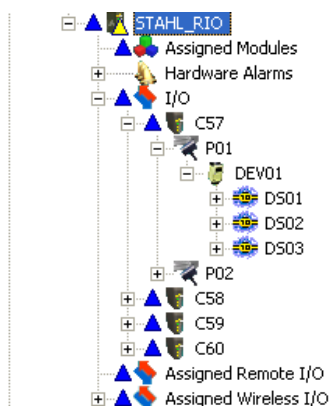 STAHL_RIO
Assigned Modules
Hardware Alarms
I/O
C57
P01
DEV01
DS01
DS02
DS03
P02
C58
C59
C60
Assigned Remote I/O
Assigned Wireless I/O